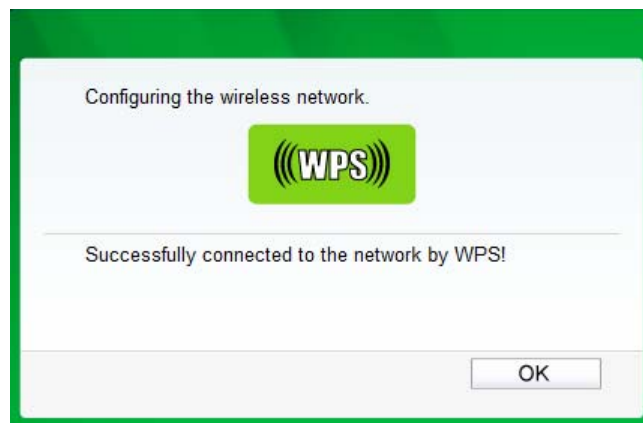 Configuring the wireless network.
(((WPS)))
Successfully connected to the network by WPS!
OK